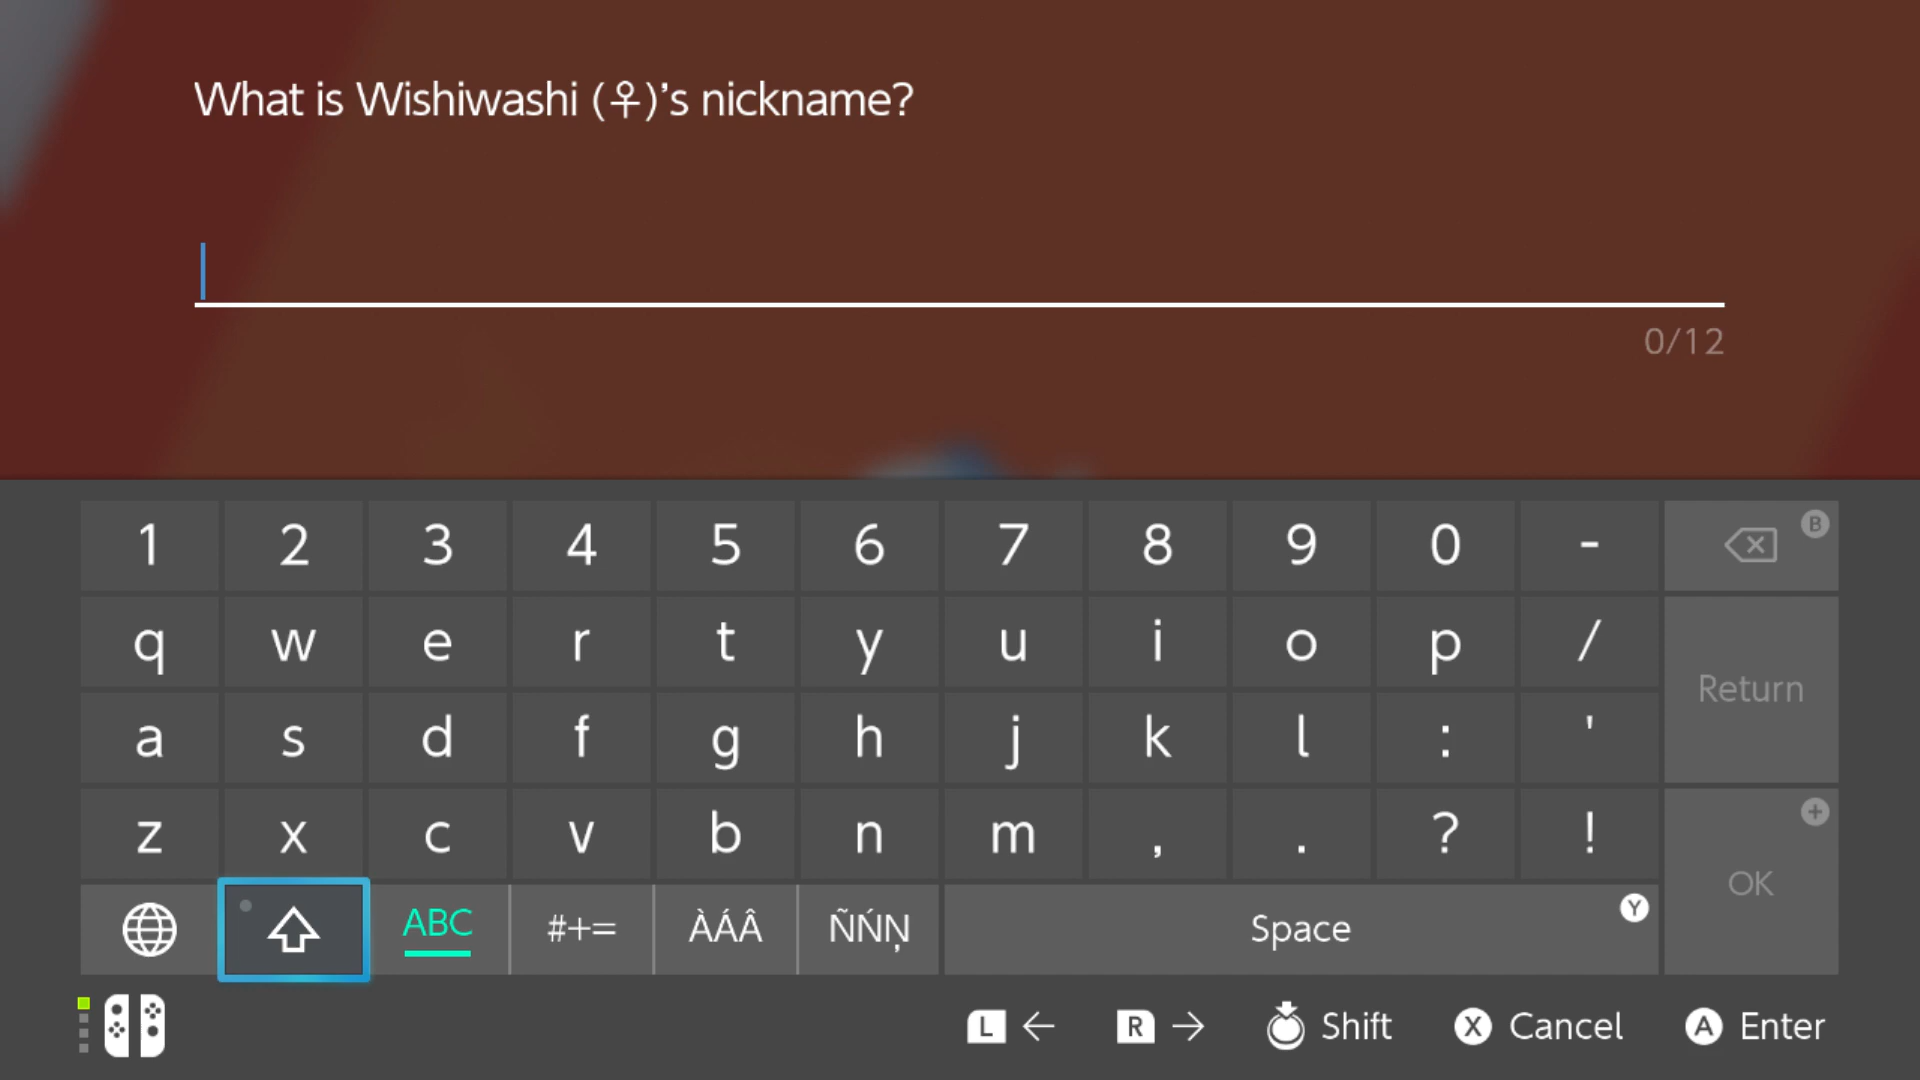 What is Wishiwashi (♀)'s nickname?
0/12
1 2 3 4 5 6 7 8 9 0 - B
q w e r t y u i o p /
Return
a s d f g h j k l : '
z x c v b n m , . ? ! +
OK
ABC #+= ÀÁÂ ÑŃŅ Space Y
L ← R → Shift X Cancel A Enter